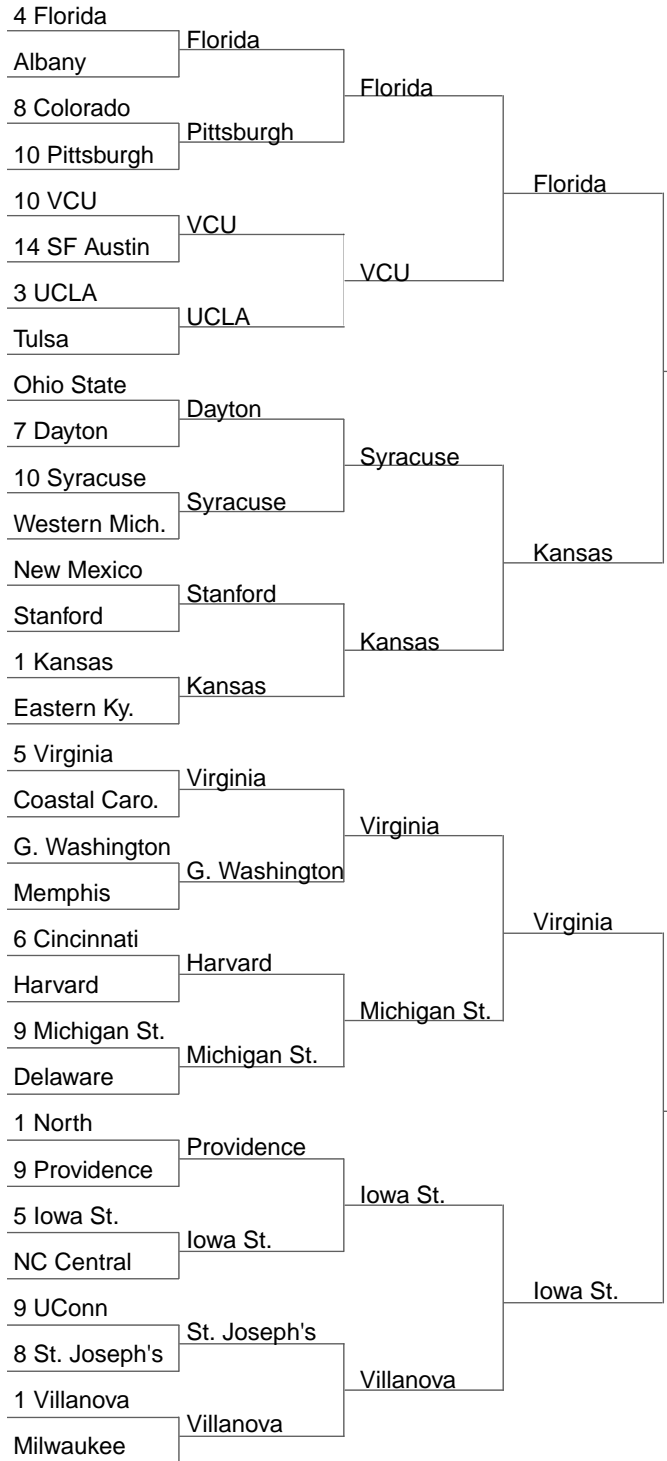 4 Florida
Albany
8 Colorado
10 Pittsburgh
10 VCU
14 SF Austin
3 UCLA
Tulsa
Ohio State
7 Dayton
10 Syracuse
Western Mich.
New Mexico
Stanford
1 Kansas
Eastern Ky.
5 Virginia
Coastal Caro.
G. Washington
Memphis
6 Cincinnati
Harvard
9 Michigan St.
Delaware
1 North
9 Providence
5 Iowa St.
NC Central
9 UConn
8 St. Joseph's
1 Villanova
Milwaukee
Florida
Pittsburgh
VCU
UCLA
Dayton
Syracuse
Stanford
Kansas
Virginia
G. Washington
Harvard
Michigan St.
Providence
Iowa St.
St. Joseph's
Villanova
Florida
VCU
Syracuse
Kansas
Virginia
Michigan St.
Iowa St.
Villanova
Florida
Kansas
Virginia
Iowa St.